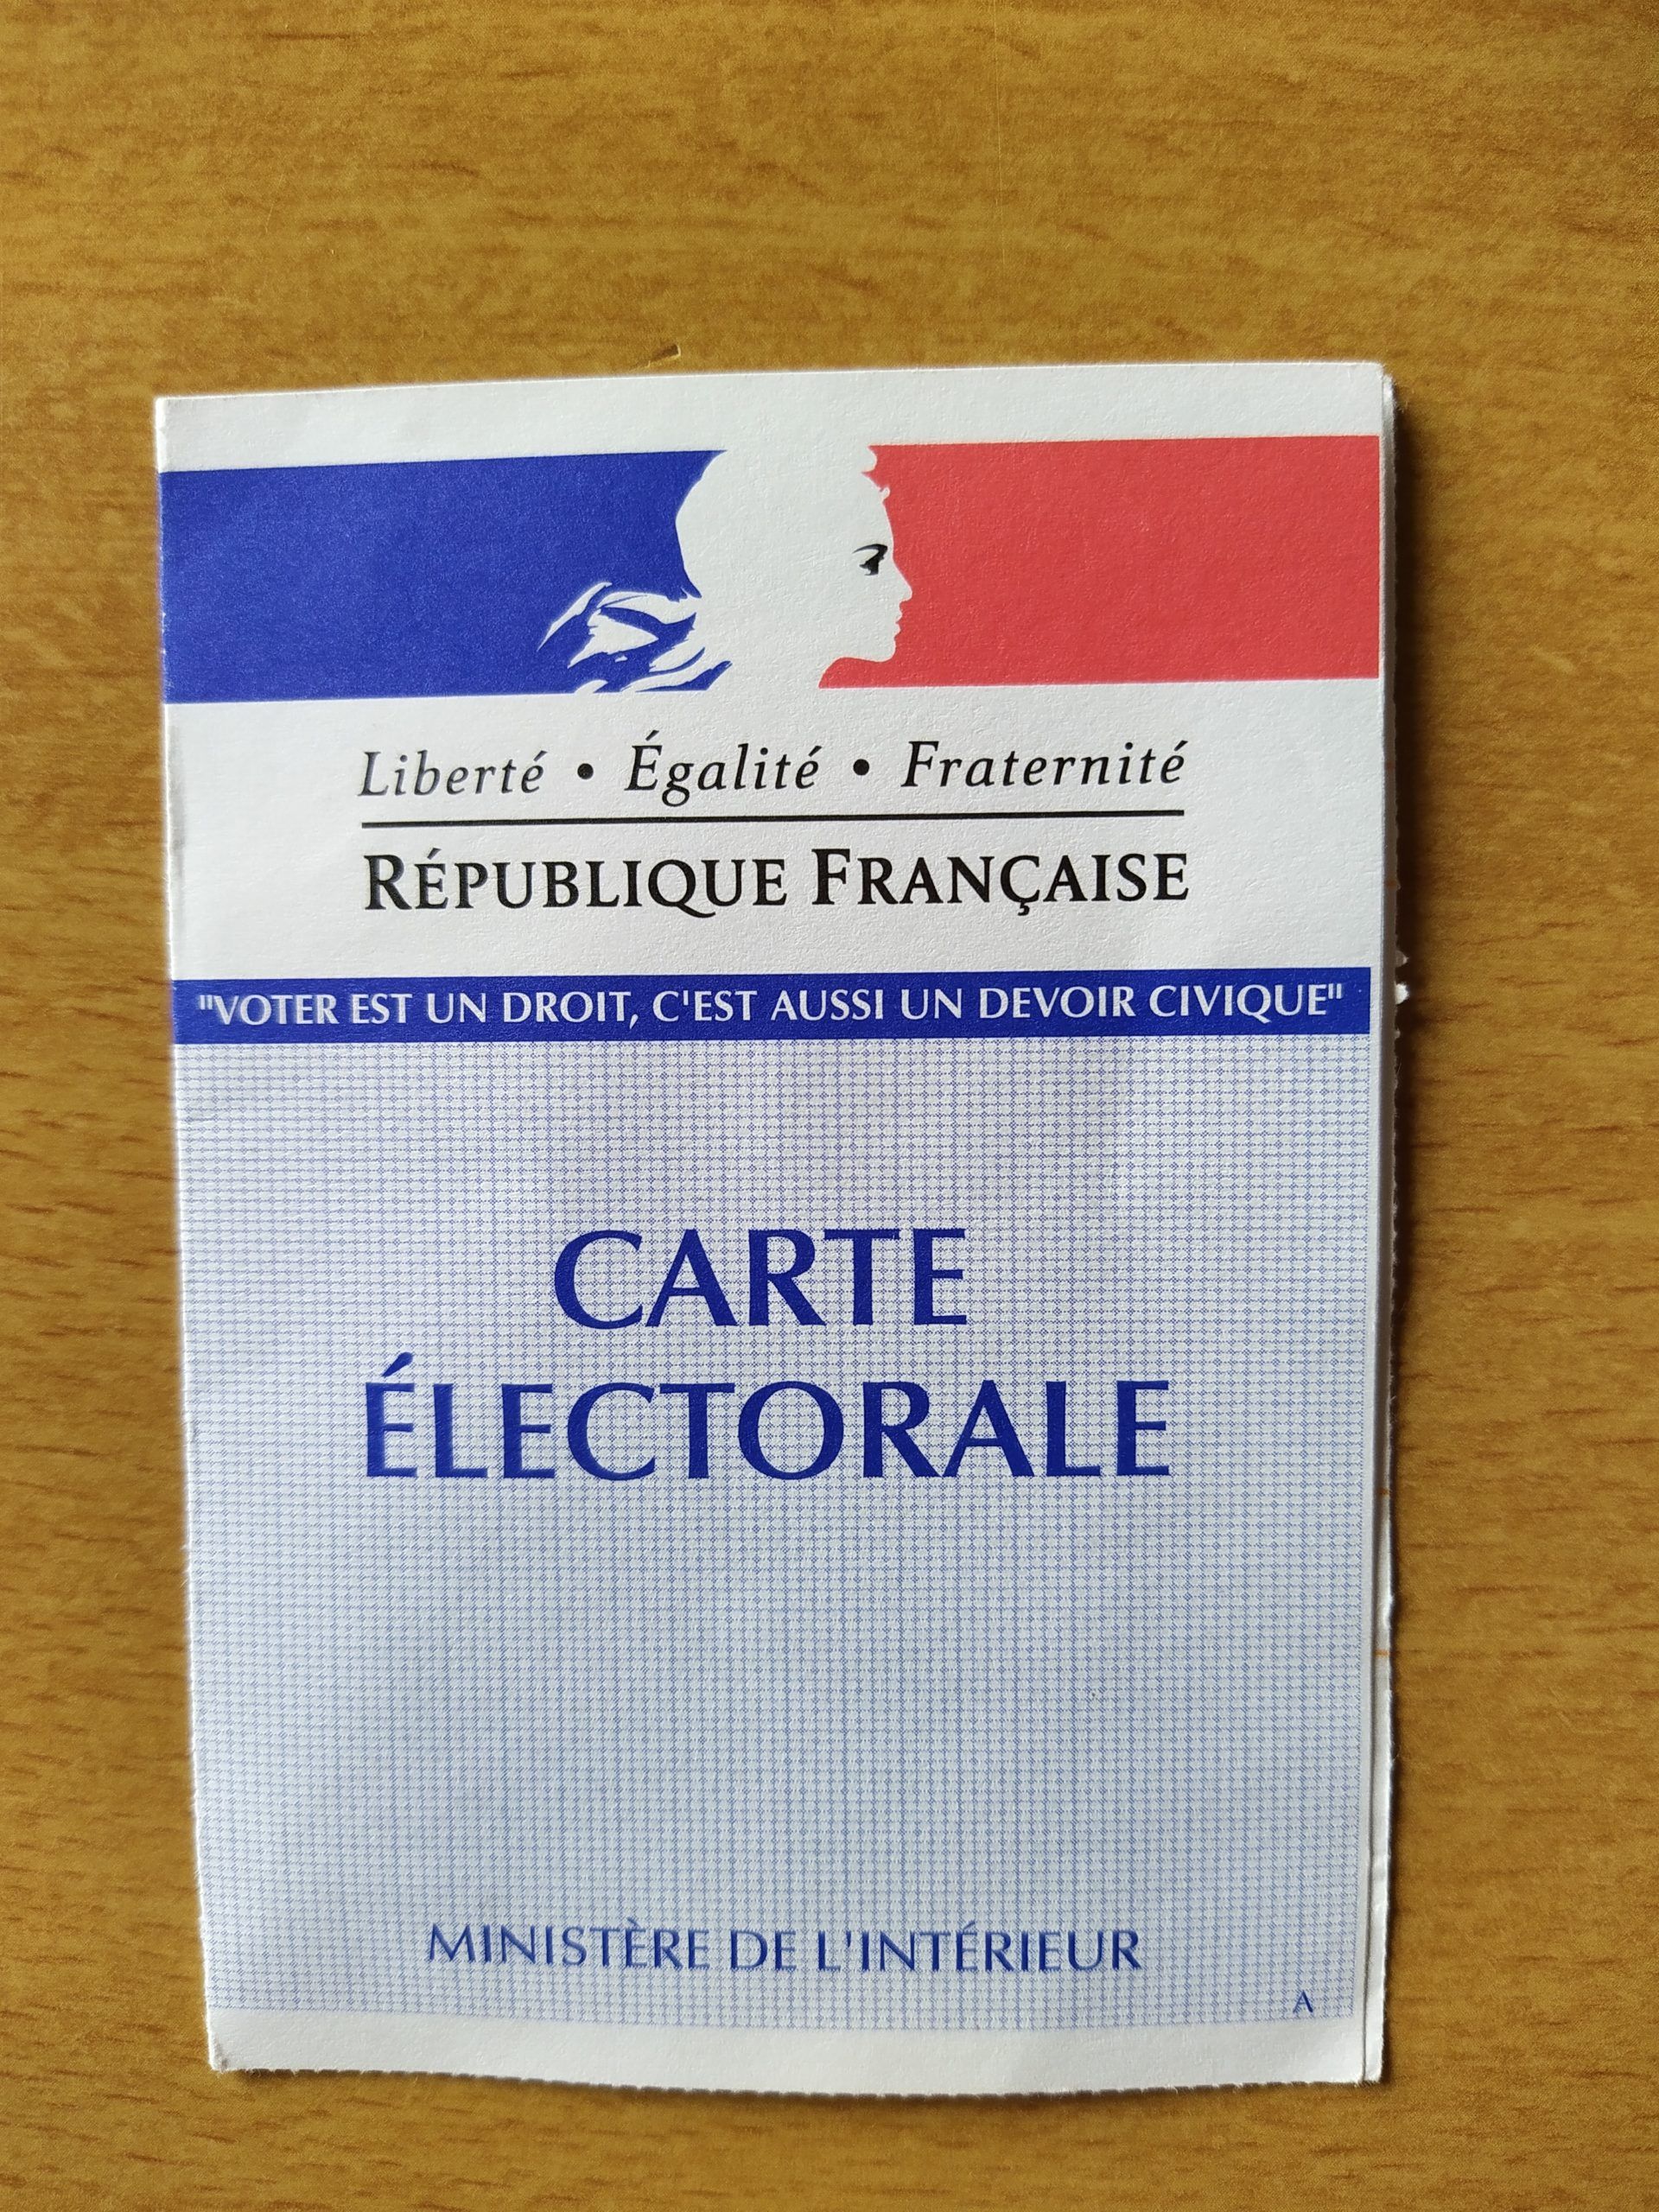 Liberté • Égalité • Fraternité
RÉPUBLIQUE FRANÇAISE
"VOTER EST UN DROIT, C'EST AUSSI UN DEVOIR CIVIQUE"
CARTE
ÉLECTORALE
MINISTÈRE DE L'INTÉRIEUR
A